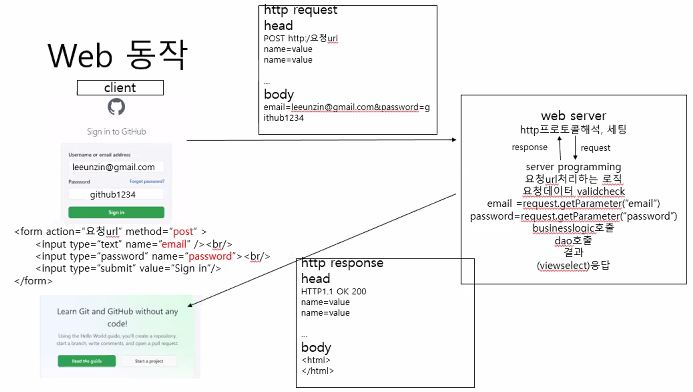 Web 동작
client
Sign in to GitHub
Username or email address
leeunzin@gmail.com
Password
Forgot password?
github1234
Sign in
<form action="요청url" method="post" >
<input type="text" name="email" /><br/>
<input type="password" name="password"><br/>
<input type="submit" value="Sign in"/>
</form>
Learn Git and GitHub without any
code!
Using the Hello World guide, you'll create a repository,
start a branch, write comments, and open a pull request.
Read the guide
Start a project
http request
head
POST http:/요청url
name=value
name=value
...
body
email=leeunzin@gmail.com&password=g
ithub1234
web server
http프로토콜해석, 세팅
response
request
server programming
요청url처리하는 로직
요청데이터 validcheck
email =request.getParameter("email")
password=request.getParameter("password")
businesslogic호출
dao호출
결과
(viewselect)응답
http response
head
HTTP1.1 OK 200
name=value
name=value
...
body
<html>
</html>